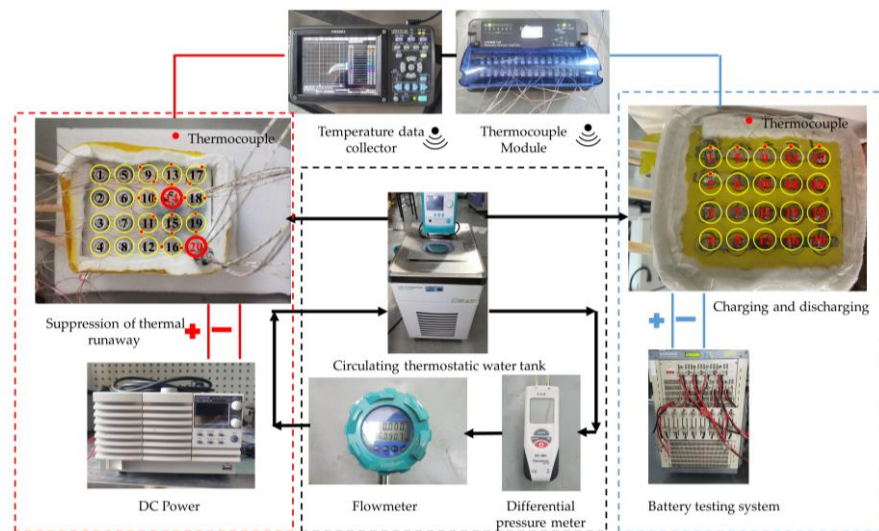 Temperature data
collector
Thermocouple
Module
Thermocouple
1 5 9 13 17
2 6 10 14 18
3 7 11 15 19
4 8 12 16 20
Thermocouple
Suppression of thermal
runaway
+ −
Charging and discharging
+ −
Circulating thermostatic water tank
DC Power
Flowmeter
Differential
pressure meter
Battery testing system